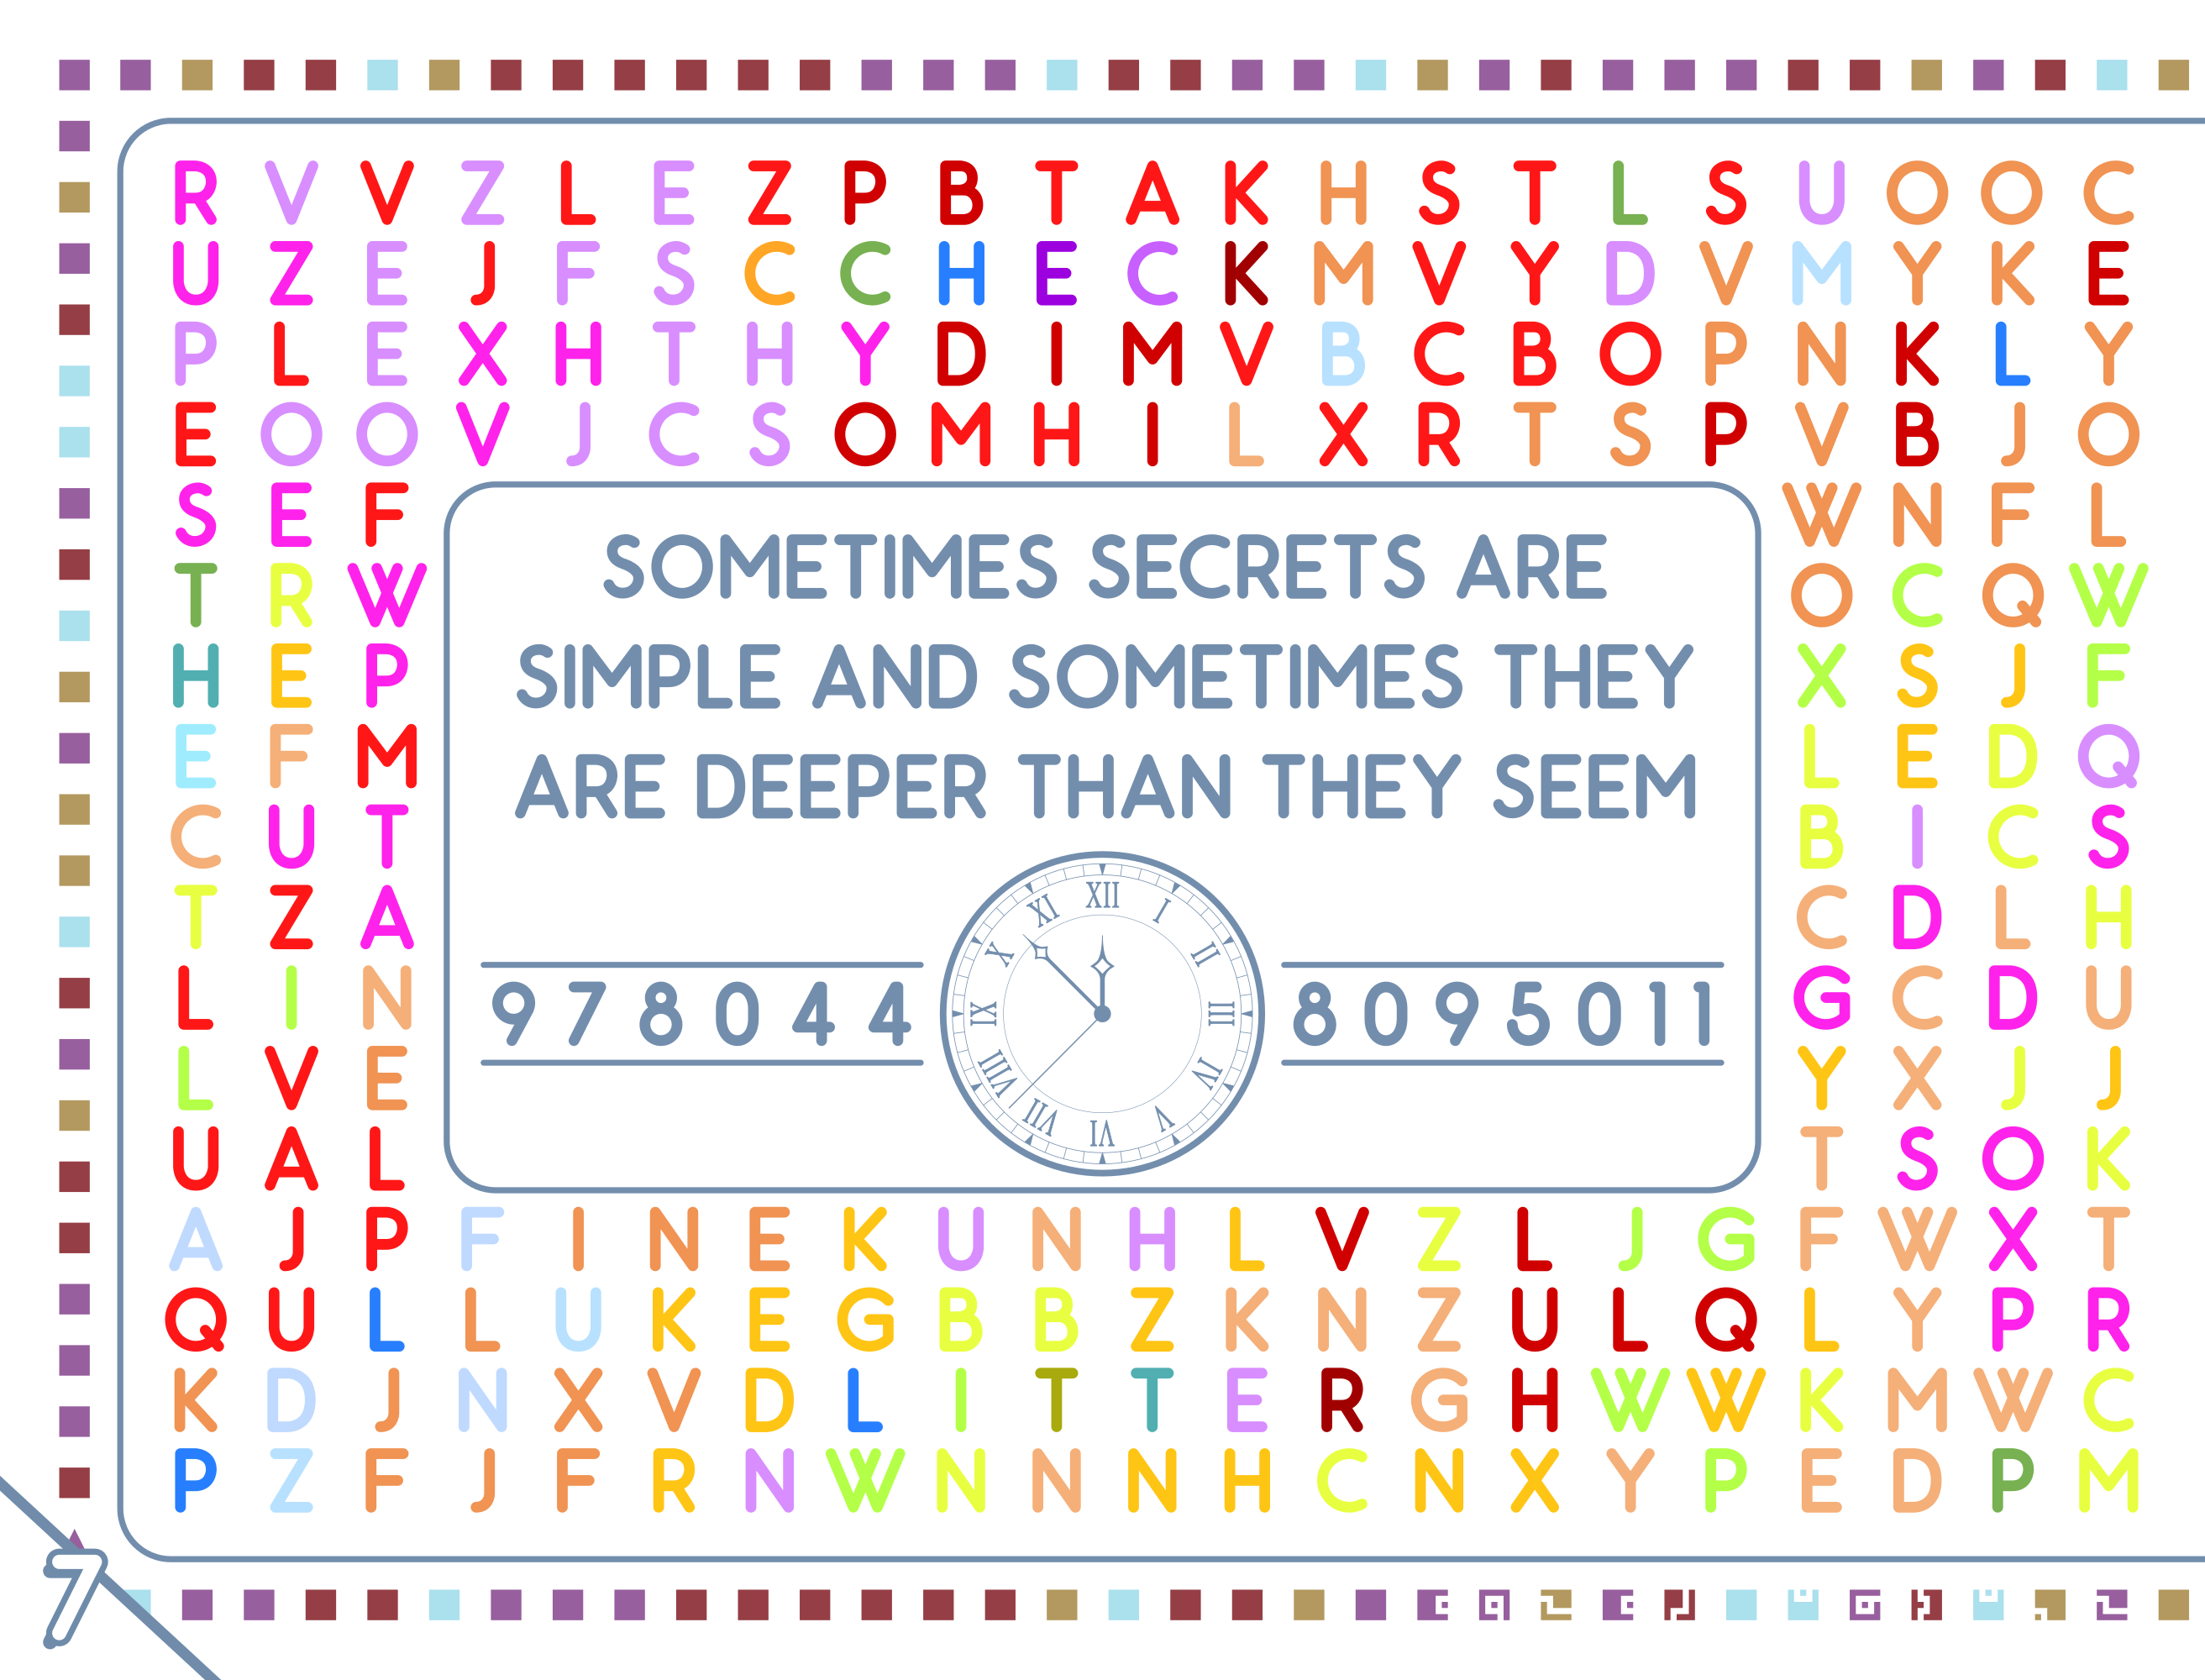 R V V Z L E Z P B T A K H S T L S U O O C
U Z E J F S C C H E C K M V Y D V M Y K E
P L E X H T H Y D I M V B C B O P N K L Y
E O O V J C S O M H I L X R T S P V B J O
S E F W N F L
SOMETIMES SECRETS ARE
T R W O C Q W
H E P X S J F
SIMPLE AND SOMETIMES THEY
E F M L E D Q
ARE DEEPER THAN THEY SEEM
C U T B I C S
T Z A C D L H
XII I II III IV V VI VII VIII IX X XI
L I N G C D U
978044 8095011
L V E Y X J J
U A L T S O K
A J P F I N E K U N H L V Z L J G F W X T
Q U L L U K E G B B Z K N Z U L Q L Y P R
K D J N X V D L I T T E R G H W W K M W C
P Z F J F R N W N N N H C N X Y P E D P M
7